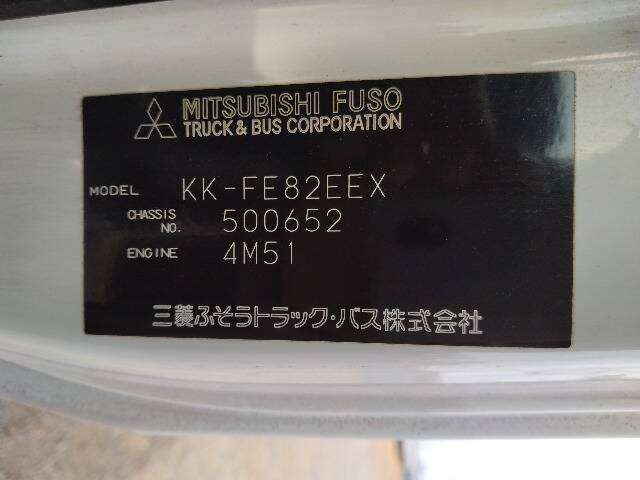 MITSUBISHI FUSO
TRUCK & BUS CORPORATION
MODEL KK-FE82EEX
CHASSIS NO. 500652
ENGINE 4M51
三菱ふそうトラック・バス株式会社